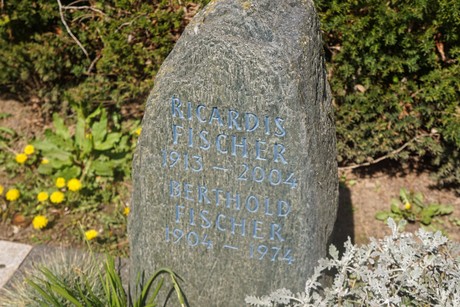 RICARDIS
FISCHER
1913 – 2004
BERTHOLD
FISCHER
1904 – 1974